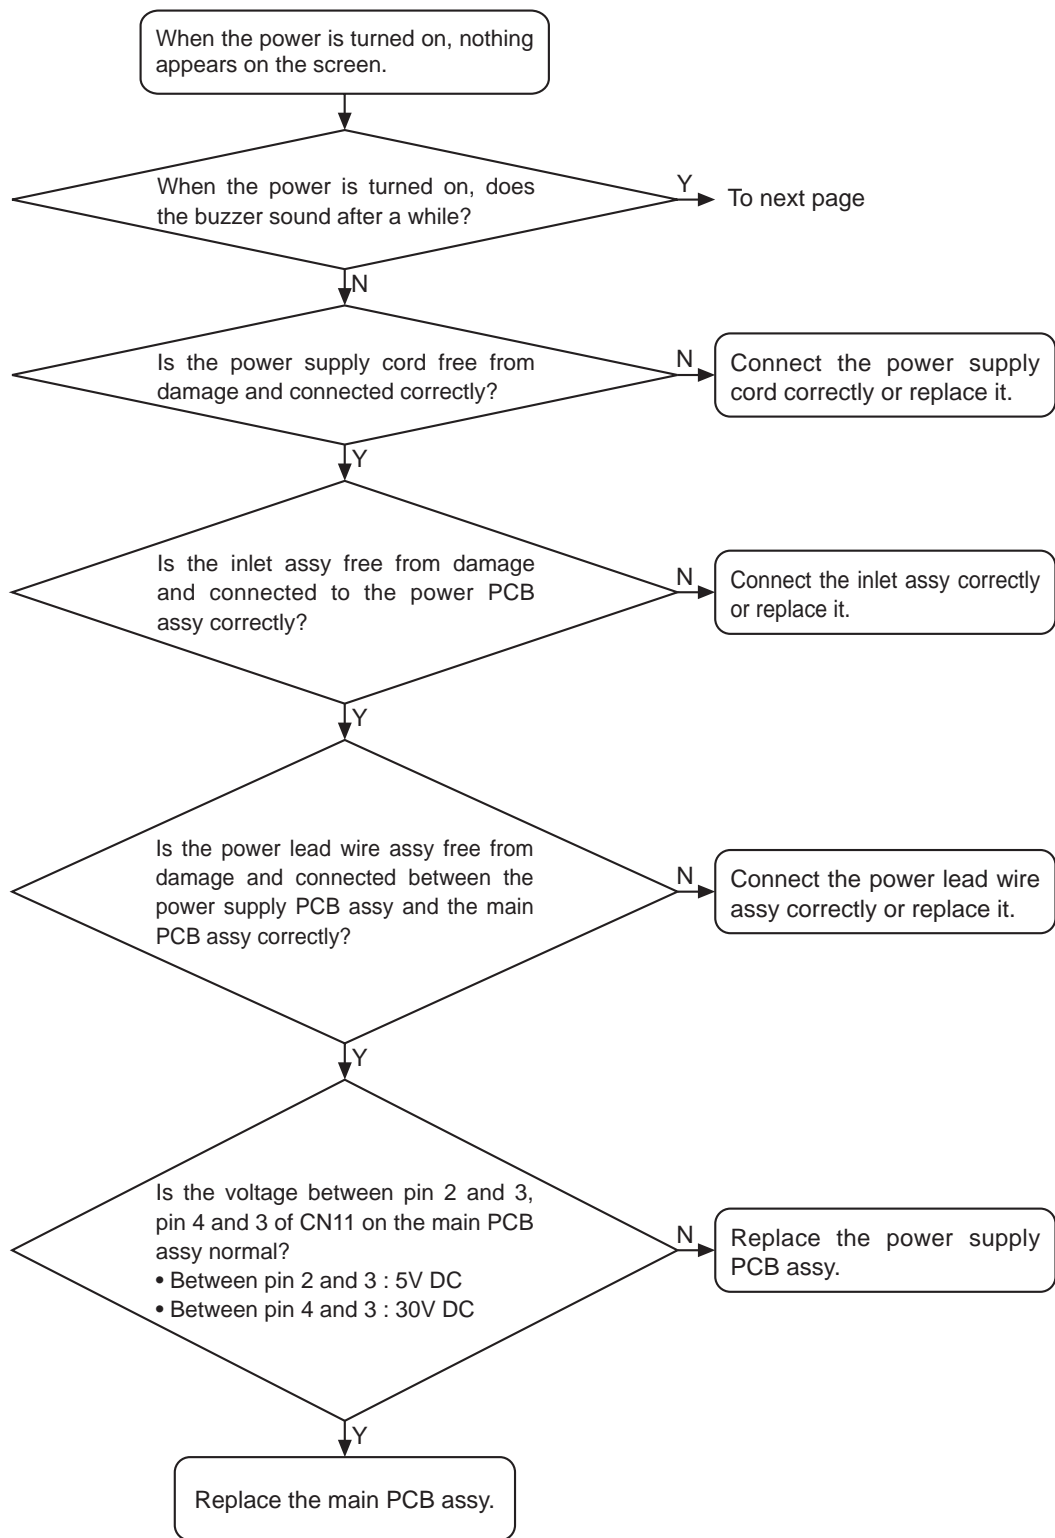 When the power is turned on, nothing
appears on the screen.
When the power is turned on, does
the buzzer sound after a while?
Y
To next page
N
Is the power supply cord free from
damage and connected correctly?
N
Connect the power supply
cord correctly or replace it.
Y
Is the inlet assy free from damage
and connected to the power PCB
assy correctly?
N
Connect the inlet assy correctly
or replace it.
Y
Is the power lead wire assy free from
damage and connected between the
power supply PCB assy and the main
PCB assy correctly?
N
Connect the power lead wire
assy correctly or replace it.
Y
Is the voltage between pin 2 and 3,
pin 4 and 3 of CN11 on the main PCB
assy normal?
• Between pin 2 and 3 : 5V DC
• Between pin 4 and 3 : 30V DC
N
Replace the power supply
PCB assy.
Y
Replace the main PCB assy.